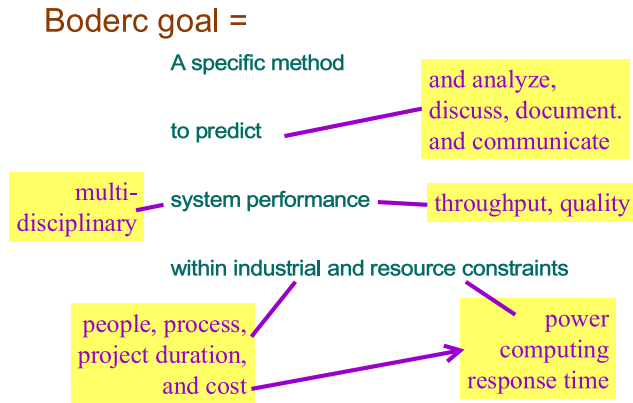 Boderc goal =
A specific method
and analyze,
discuss, document.
and communicate
to predict
multi-
disciplinary
system performance
throughput, quality
within industrial and resource constraints
people, process,
project duration,
and cost
power
computing
response time